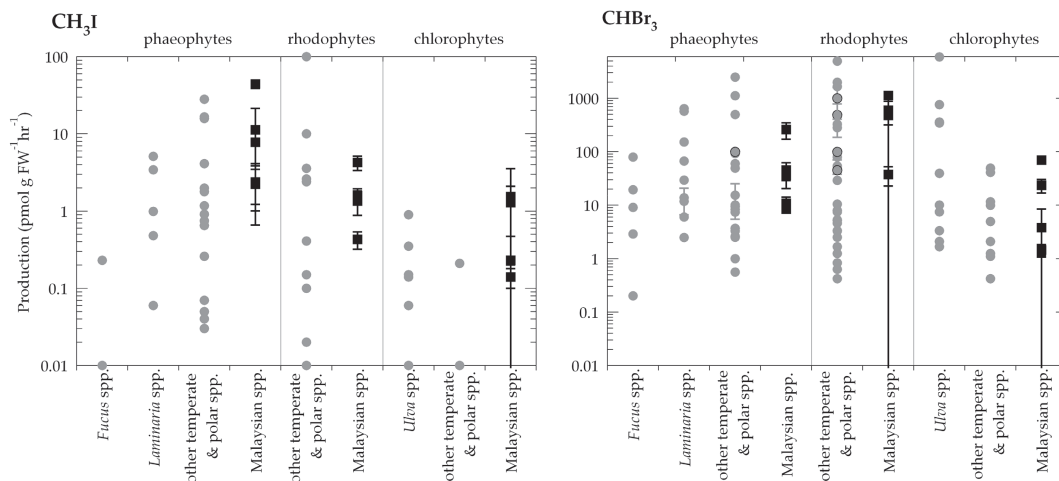 CH3I
phaeophytes rhodophytes chlorophytes
Production (pmol g FW-1hr-1)
100
10
1
0.1
0.01
Fucus spp.
Laminaria spp.
other temperate
& polar spp.
Malaysian spp.
other temperate
& polar spp.
Malaysian spp.
Ulva spp.
other temperate
& polar spp.
Malaysian spp.
CHBr3
phaeophytes rhodophytes chlorophytes
1000
100
10
1
0.1
0.01
Fucus spp.
Laminaria spp.
other temperate
& polar spp.
Malaysian spp.
other temperate
& polar spp.
Malaysian spp.
Ulva spp.
other temperate
& polar spp.
Malaysian spp.